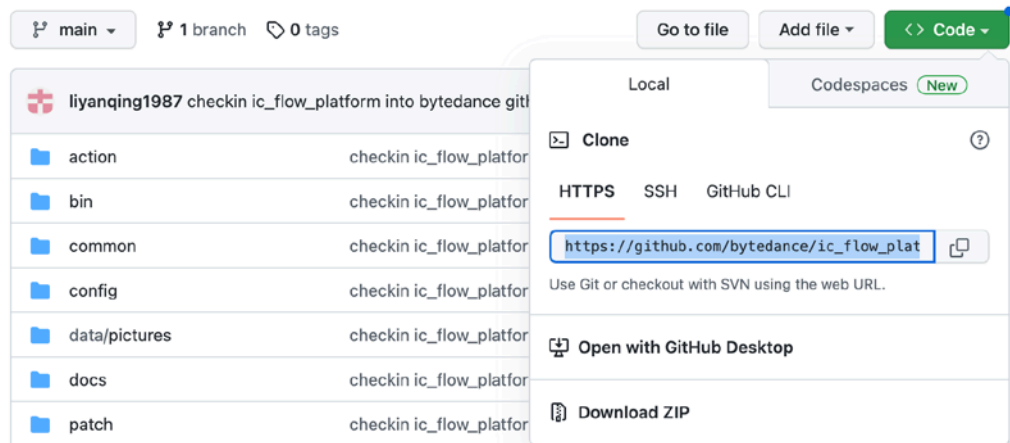 main 1 branch 0 tags Go to file Add file Code
liyanqing1987 checkin ic_flow_platform into bytedance gith
action checkin ic_flow_platfor
bin checkin ic_flow_platfor
common checkin ic_flow_platfor
config checkin ic_flow_platfor
data/pictures checkin ic_flow_platfor
docs checkin ic_flow_platfor
patch checkin ic_flow_platfor
Local Codespaces New
Clone
HTTPS SSH GitHub CLI
https://github.com/bytedance/ic_flow_plat
Use Git or checkout with SVN using the web URL.
Open with GitHub Desktop
Download ZIP